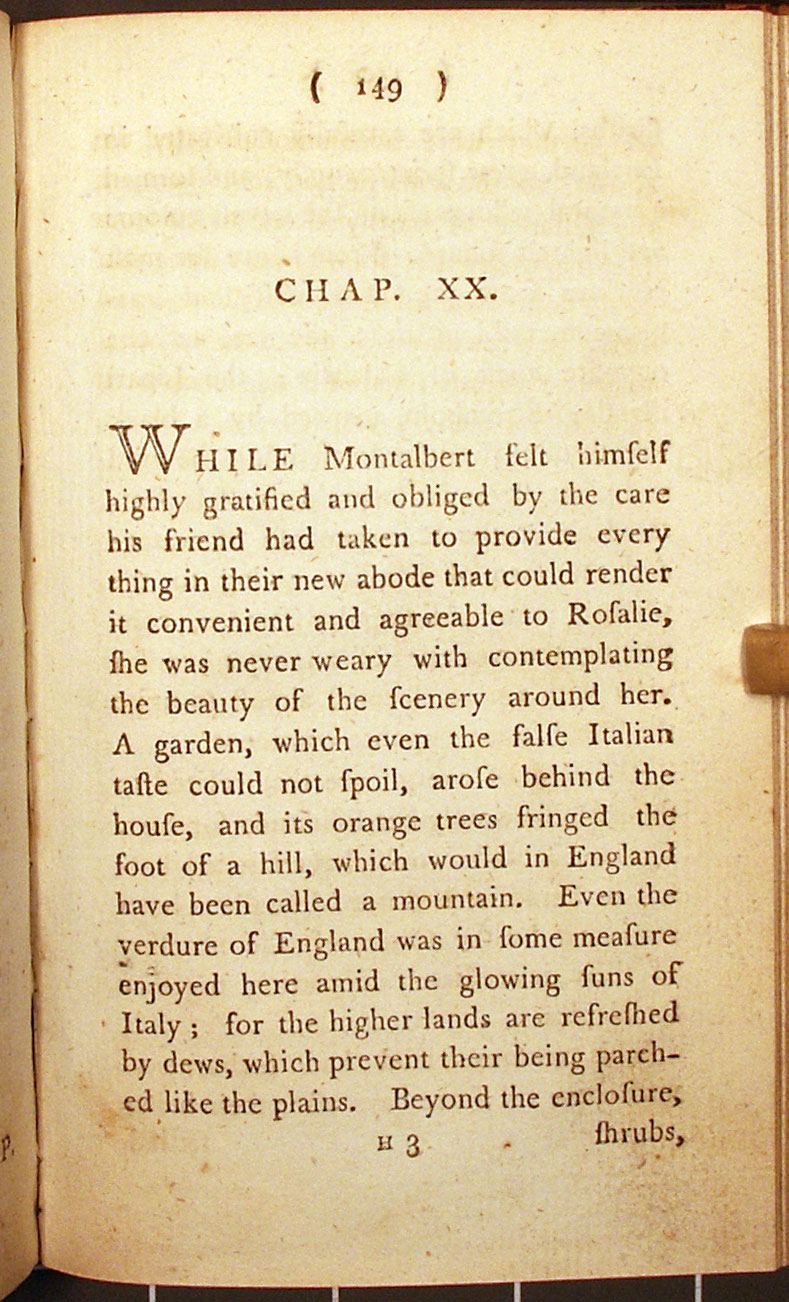 ( 149 )
CHAP. XX.
WHILE Montalbert felt himſelf
highly gratified and obliged by the care
his friend had taken to provide every
thing in their new abode that could render
it convenient and agreeable to Roſalie,
ſhe was never weary with contemplating
the beauty of the ſcenery around her.
A garden, which even the falſe Italian
taſte could not ſpoil, aroſe behind the
houſe, and its orange trees fringed the
foot of a hill, which would in England
have been called a mountain. Even the
verdure of England was in ſome meaſure
enjoyed here amid the glowing ſuns of
Italy ; for the higher lands are refreſhed
by dews, which prevent their being parch-
ed like the plains. Beyond the encloſure,
H 3 ſhrubs,
P.